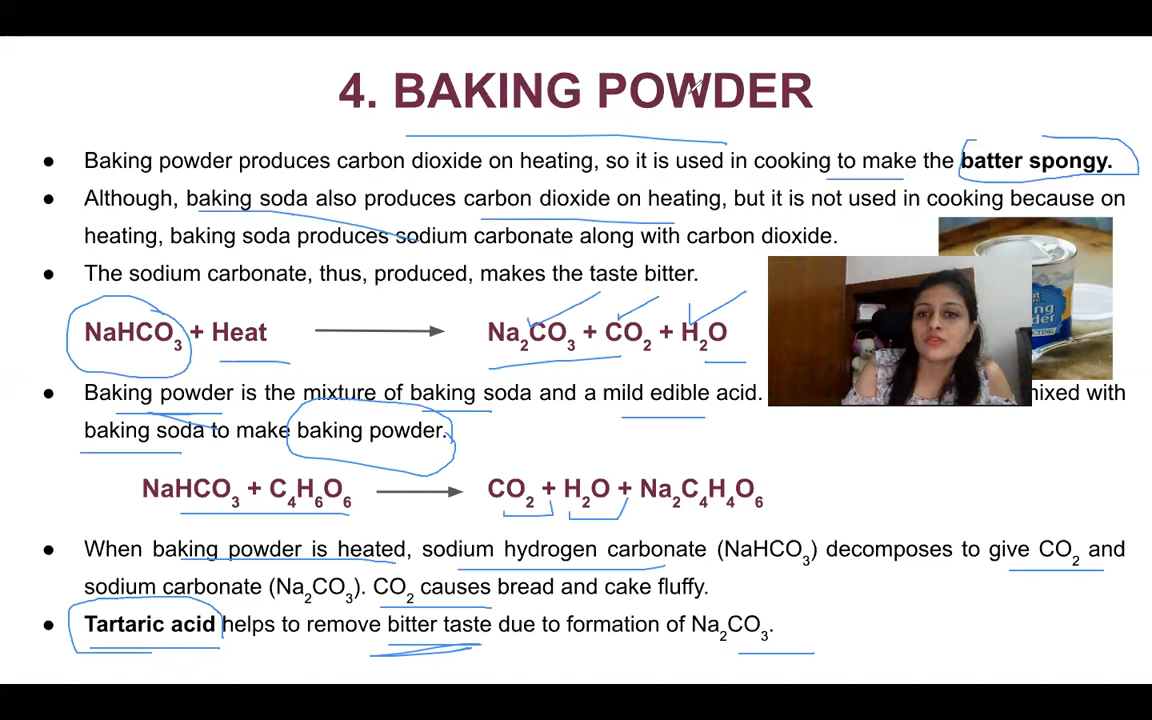 4. BAKING POWDER
● Baking powder produces carbon dioxide on heating, so it is used in cooking to make the batter spongy.
● Although, baking soda also produces carbon dioxide on heating, but it is not used in cooking because on
heating, baking soda produces sodium carbonate along with carbon dioxide.
● The sodium carbonate, thus, produced, makes the taste bitter.
NaHCO₃ + Heat ⟶ Na₂CO₃ + CO₂ + H₂O
● Baking powder is the mixture of baking soda and a mild edible acid. with
baking soda to make baking powder.
NaHCO₃ + C₄H₆O₆ ⟶ CO₂ + H₂O + Na₂C₄H₄O₆
● When baking powder is heated, sodium hydrogen carbonate (NaHCO₃) decomposes to give CO₂ and
sodium carbonate (Na₂CO₃). CO₂ causes bread and cake fluffy.
● Tartaric acid helps to remove bitter taste due to formation of Na₂CO₃.